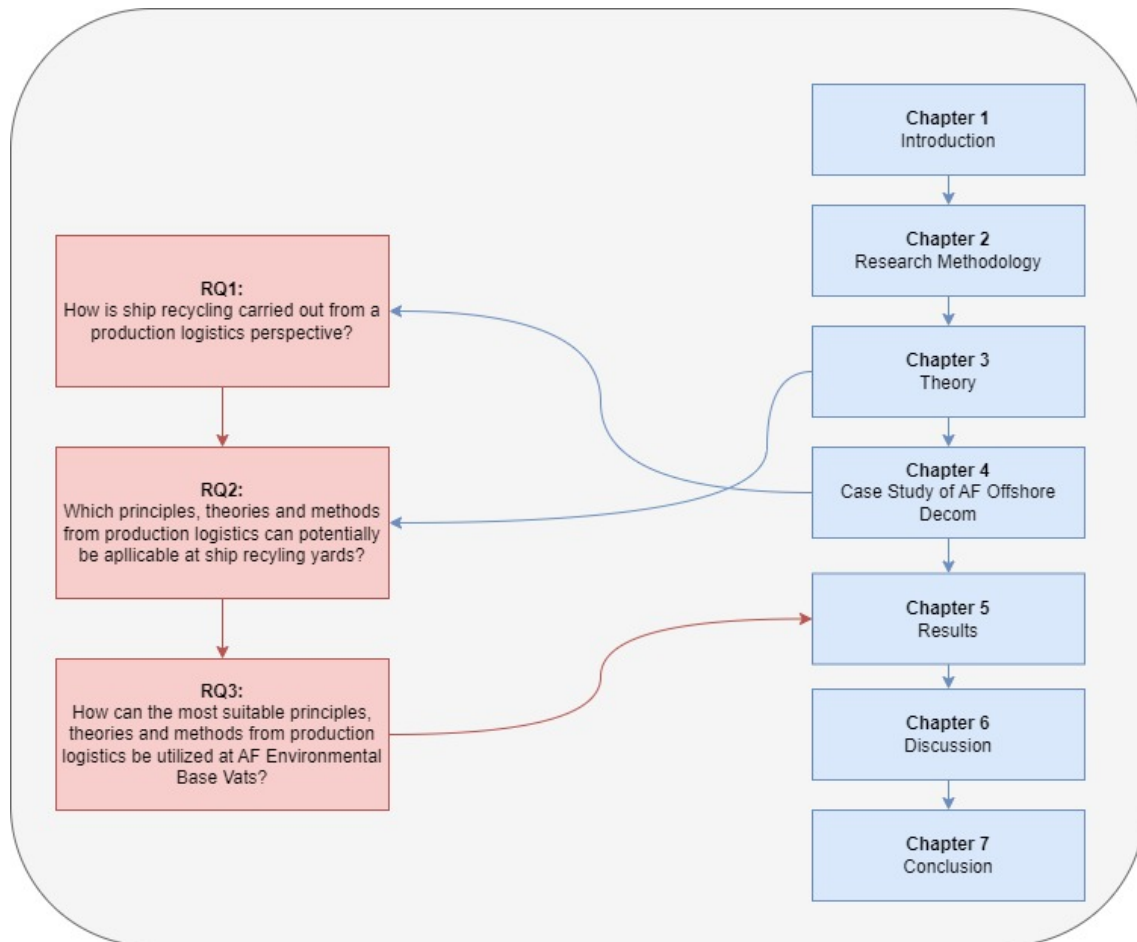 RQ1:
How is ship recycling carried out from a
production logistics perspective?
RQ2:
Which principles, theories and methods
from production logistics can potentially
be apllicable at ship recyling yards?
RQ3:
How can the most suitable principles,
theories and methods from production
logistics be utilized at AF Environmental
Base Vats?
Chapter 1
Introduction
Chapter 2
Research Methodology
Chapter 3
Theory
Chapter 4
Case Study of AF Offshore
Decom
Chapter 5
Results
Chapter 6
Discussion
Chapter 7
Conclusion